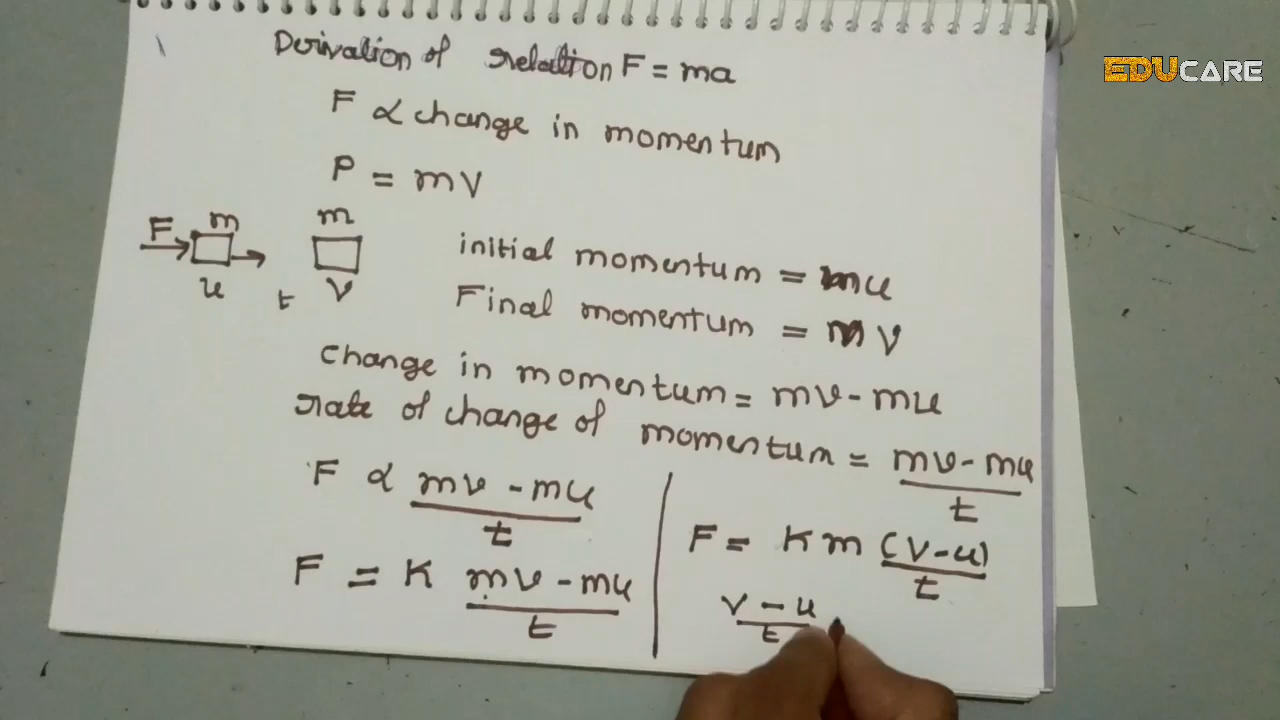 EDUCARE
Derivation of relation F = ma
F ∝ change in momentum
P = mv
F m m
u t v
initial momentum = mu
Final momentum = mv
Change in momentum = mv - mu
rate of change of momentum = mv - mu / t
F ∝ mv - mu / t
F = K mv - mu / t
F = K m (v - u) / t
v - u / t